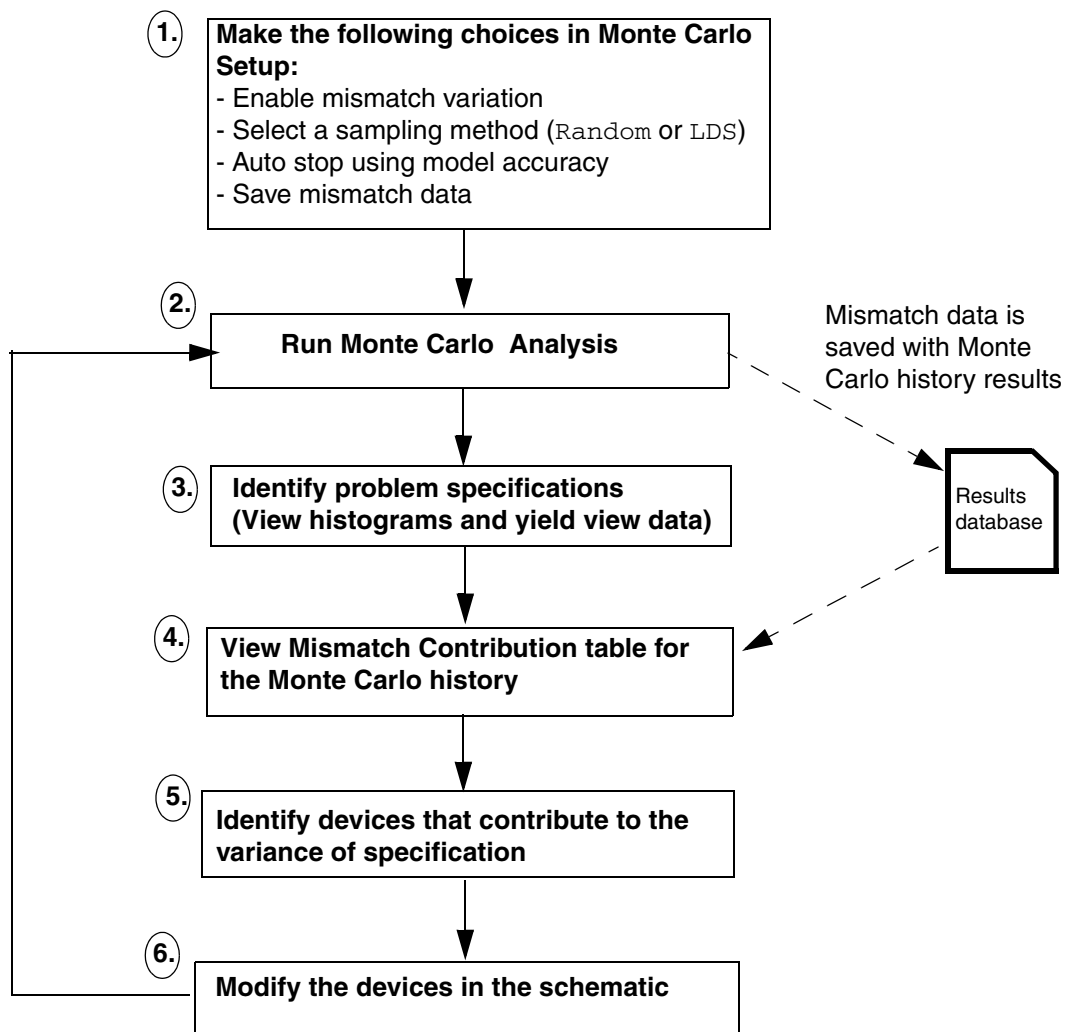 1.
Make the following choices in Monte Carlo
Setup:
- Enable mismatch variation
- Select a sampling method (Random or LDS)
- Auto stop using model accuracy
- Save mismatch data
2.
Run Monte Carlo Analysis
Mismatch data is
saved with Monte
Carlo history results
3.
Identify problem specifications
(View histograms and yield view data)
Results
database
4.
View Mismatch Contribution table for
the Monte Carlo history
5.
Identify devices that contribute to the
variance of specification
6.
Modify the devices in the schematic